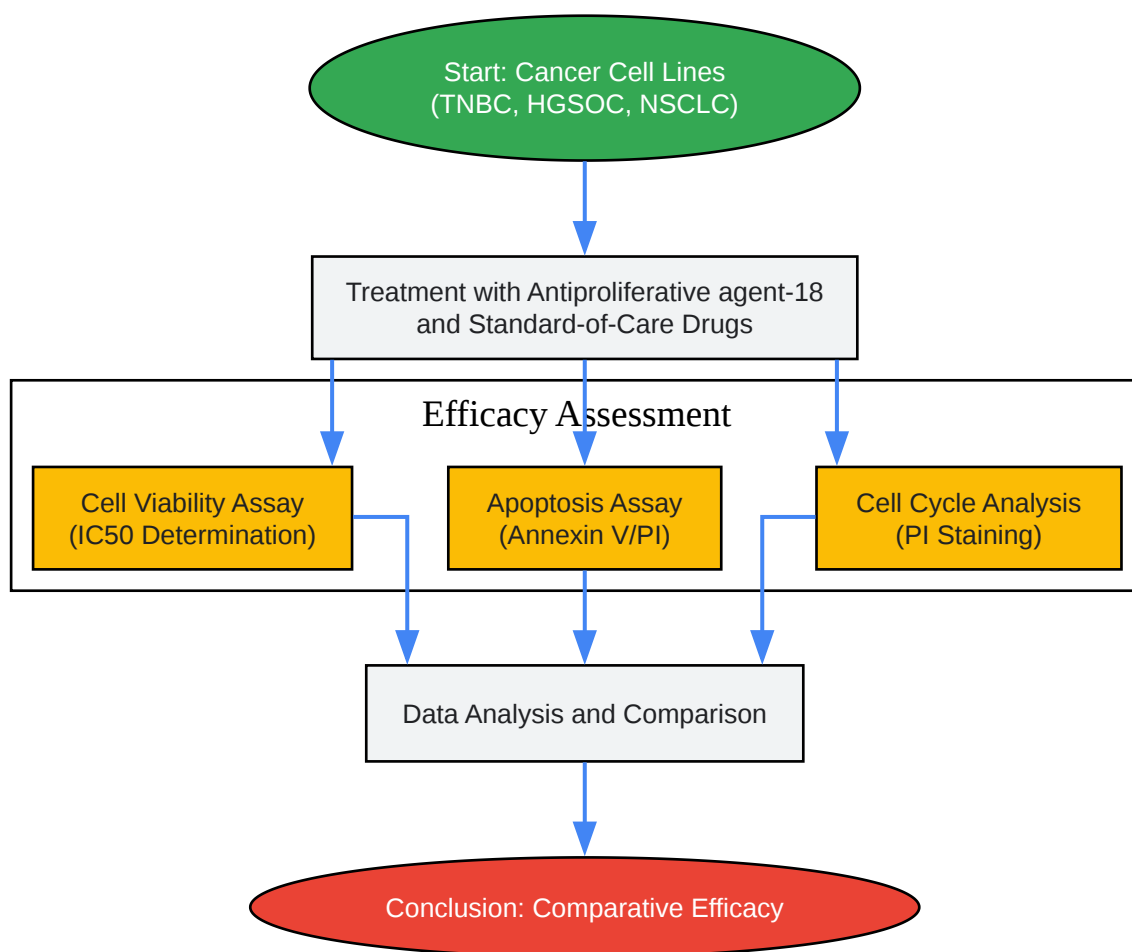 Start: Cancer Cell Lines
(TNBC, HGSOC, NSCLC)
Treatment with Antiproliferative agent-18
and Standard-of-Care Drugs
Efficacy Assessment
Cell Viability Assay
(IC50 Determination)
Apoptosis Assay
(Annexin V/PI)
Cell Cycle Analysis
(PI Staining)
Data Analysis and Comparison
Conclusion: Comparative Efficacy